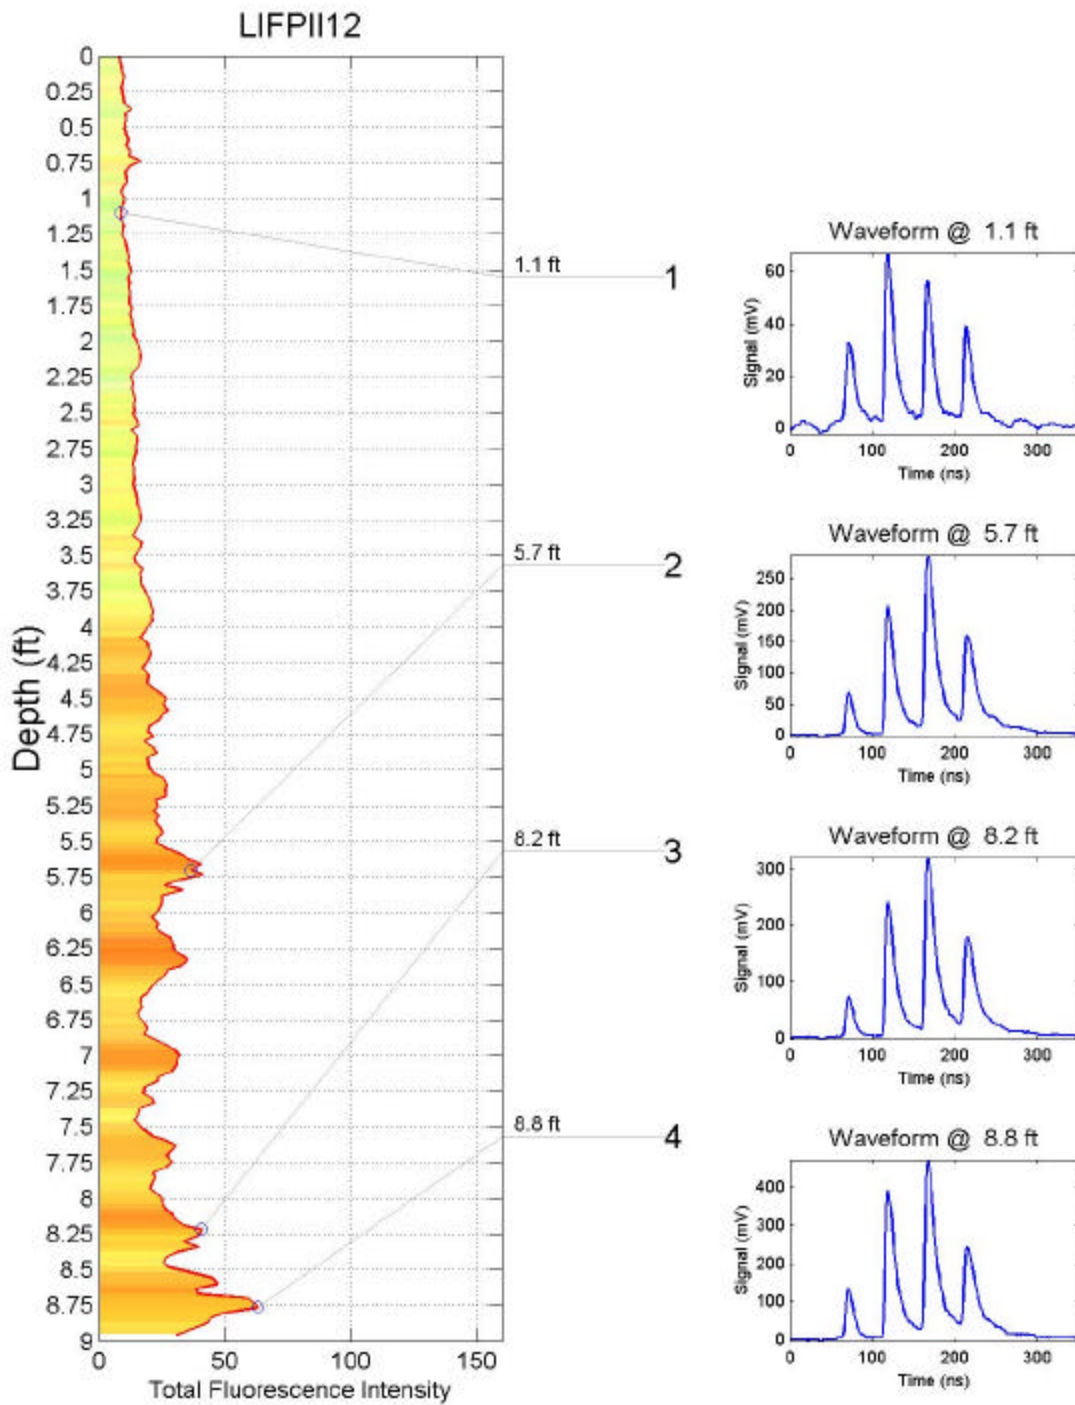 LIFPII12
0
0.25
0.5
0.75
1
1.25
1.5
1.75
2
2.25
2.5
2.75
3
3.25
3.5
3.75
4
4.25
4.5
4.75
5
5.25
5.5
5.75
6
6.25
6.5
6.75
7
7.25
7.5
7.75
8
8.25
8.5
8.75
9
Depth (ft)
0 50 100 150
Total Fluorescence Intensity
1.1 ft 1
5.7 ft 2
8.2 ft 3
8.8 ft 4
Waveform @ 1.1 ft
60
40
20
0
Signal (mV)
0 100 200 300
Time (ns)
Waveform @ 5.7 ft
250
200
150
100
50
0
Signal (mV)
0 100 200 300
Time (ns)
Waveform @ 8.2 ft
300
200
100
0
Signal (mV)
0 100 200 300
Time (ns)
Waveform @ 8.8 ft
400
300
200
100
0
Signal (mV)
0 100 200 300
Time (ns)